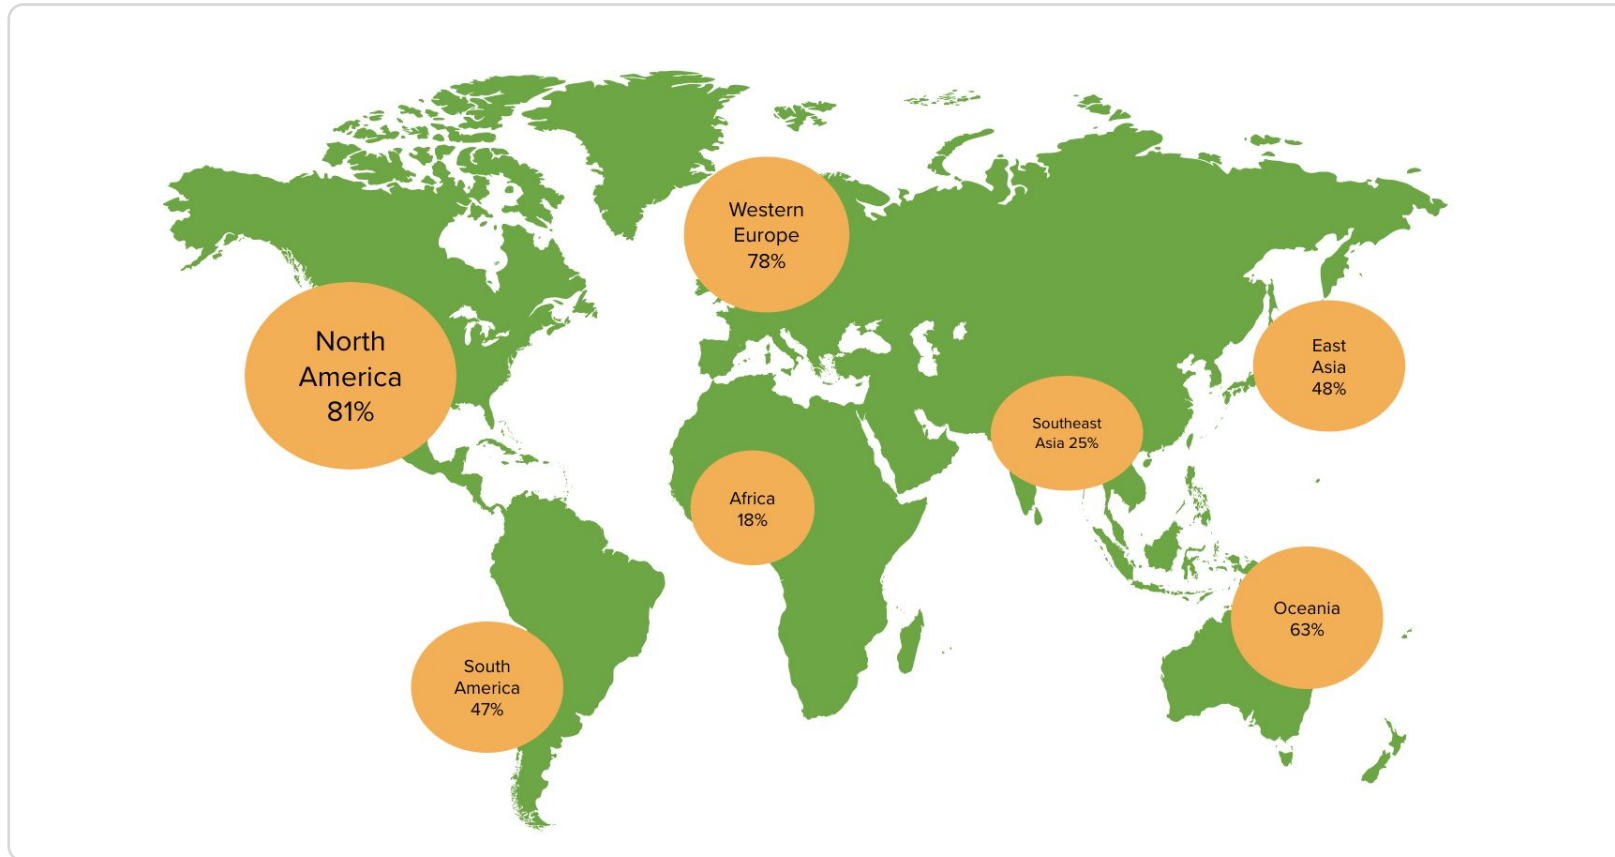 Western
Europe
78%
North
America
81%
East
Asia
48%
Southeast
Asia 25%
Africa
18%
Oceania
63%
South
America
47%